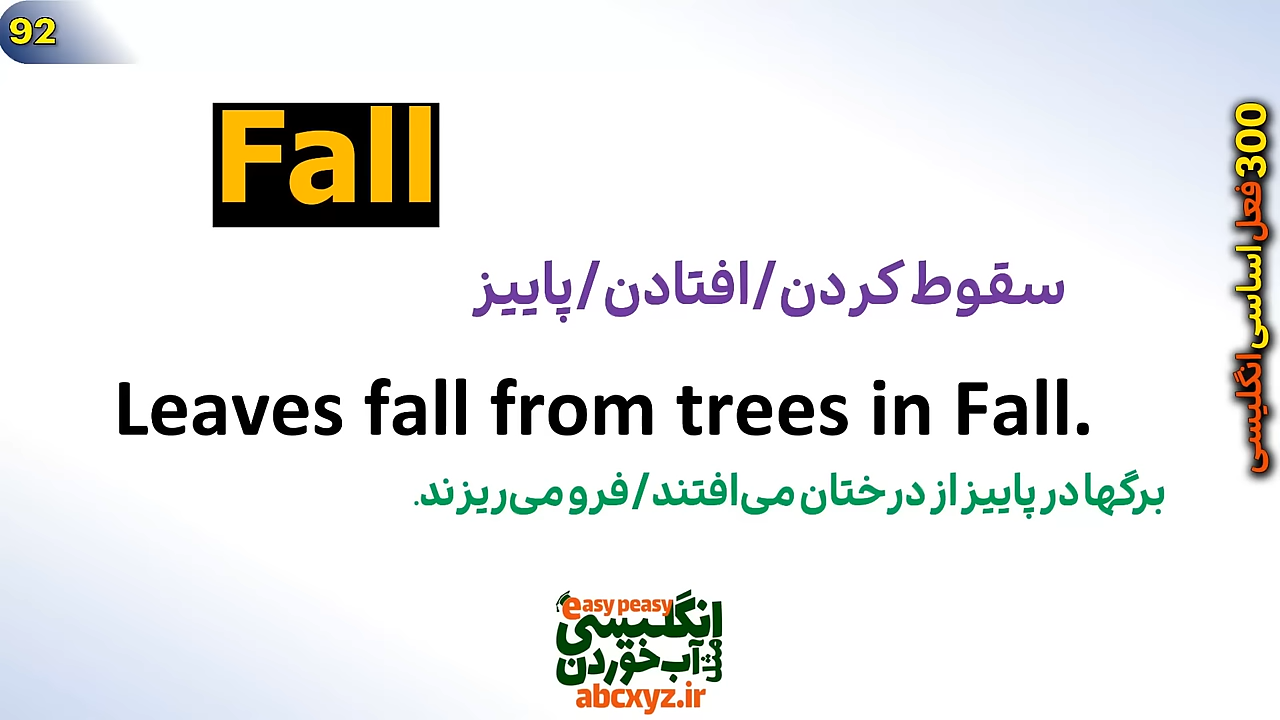 92
Fall
سقوط کردن/افتادن/پاییز
Leaves fall from trees in Fall.
برگها در پاییز از درختان می‌افتند/فرو می‌ریزند.
300 فعل اساسی انگلیسی
easy peasy
انگلیسی
مثل آب خوردن
abcxyz.ir